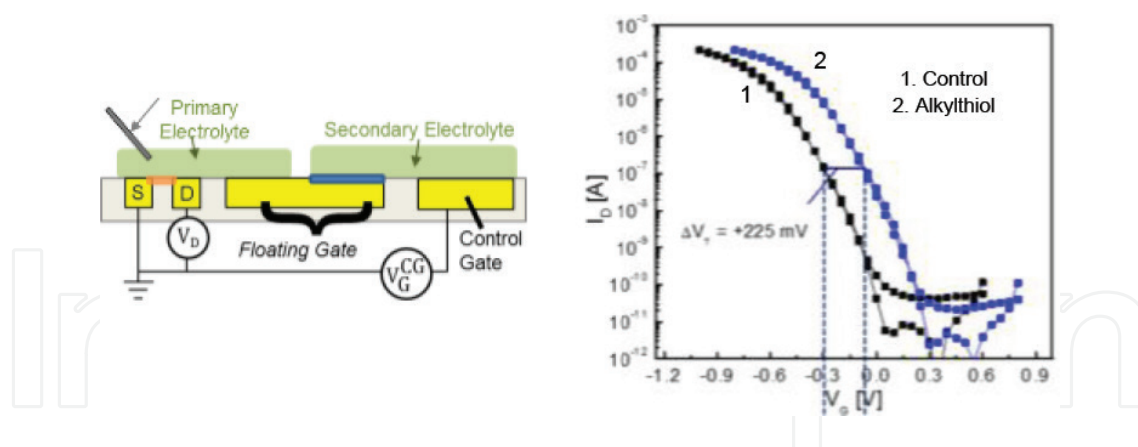 Primary
Electrolyte
Secondary Electrolyte
S
D
V_D
Floating Gate
Control
Gate
V_G^CG
10⁻³
10⁻⁴
10⁻⁵
10⁻⁶
10⁻⁷
10⁻⁸
10⁻⁹
10⁻¹⁰
10⁻¹¹
10⁻¹²
I_D [A]
1
2
1. Control
2. Alkylthiol
ΔV_T = +225 mV
-1.2 -0.9 -0.6 -0.3 0.0 0.3 0.6 0.9
V_G [V]